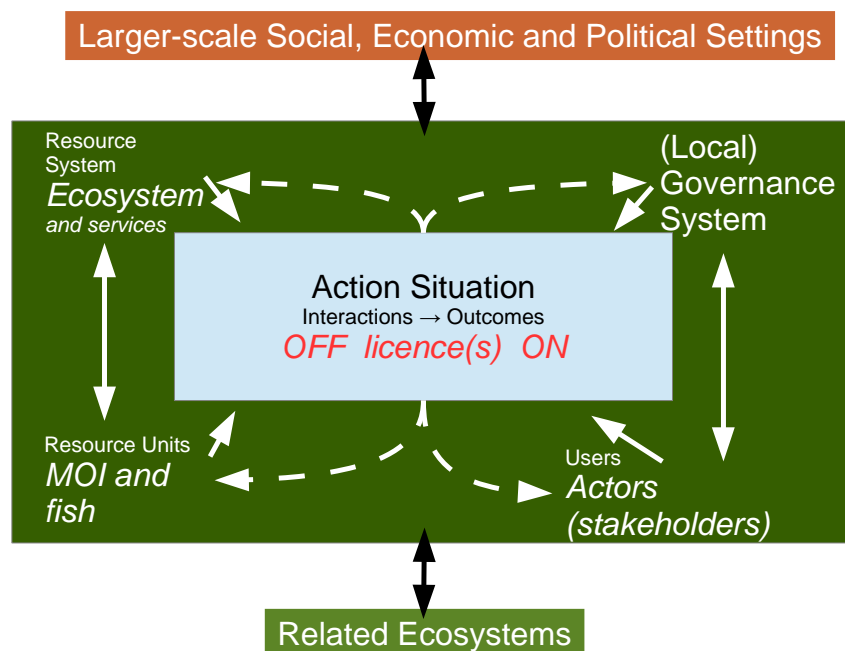 Larger-scale Social, Economic and Political Settings
Resource
System
Ecosystem
and services
(Local)
Governance
System
Action Situation
Interactions → Outcomes
OFF licence(s) ON
Resource Units
MOI and
fish
Users
Actors
(stakeholders)
Related Ecosystems